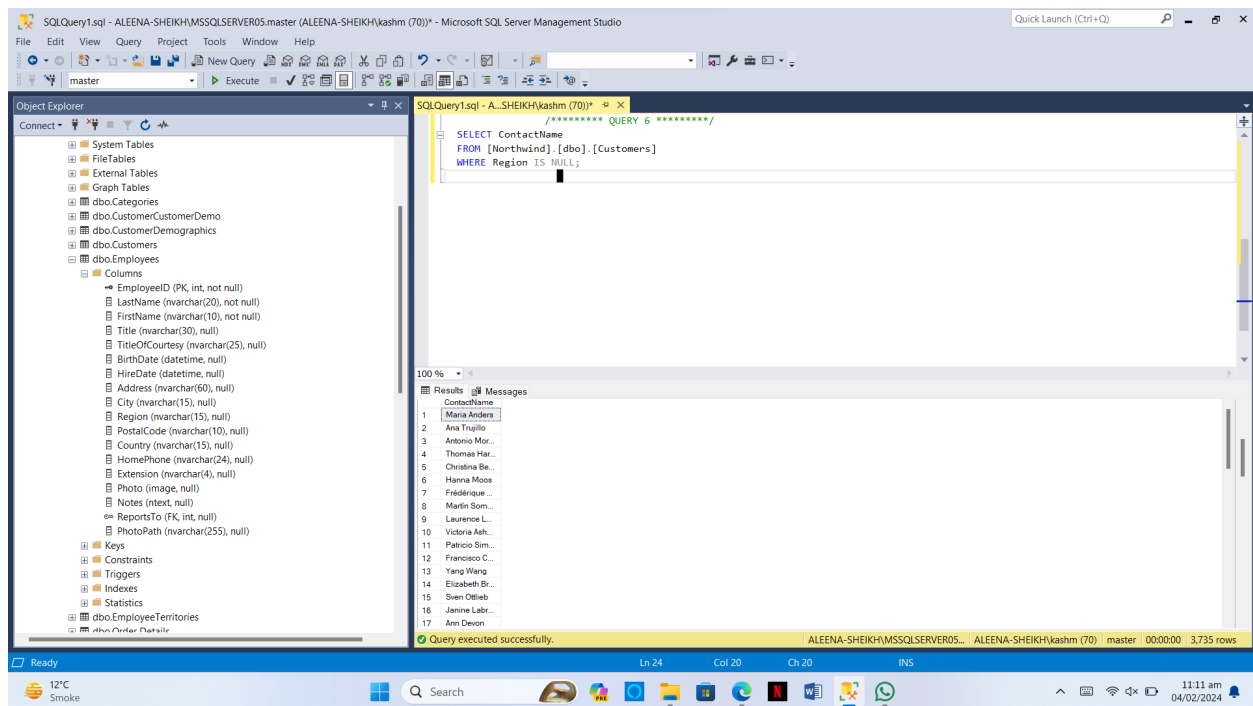 SQLQuery1.sql - ALEENA-SHEIKH\MSSQLSERVER05.master (ALEENA-SHEIKH\kashm (70))* - Microsoft SQL Server Management Studio
Quick Launch (Ctrl+Q)
File Edit View Query Project Tools Window Help
New Query
master
Execute
Object Explorer
Connect
System Tables
FileTables
External Tables
Graph Tables
dbo.Categories
dbo.CustomerCustomerDemo
dbo.CustomerDemographics
dbo.Customers
dbo.Employees
Columns
EmployeeID (PK, int, not null)
LastName (nvarchar(20), not null)
FirstName (nvarchar(10), not null)
Title (nvarchar(30), null)
TitleOfCourtesy (nvarchar(25), null)
BirthDate (datetime, null)
HireDate (datetime, null)
Address (nvarchar(60), null)
City (nvarchar(15), null)
Region (nvarchar(15), null)
PostalCode (nvarchar(10), null)
Country (nvarchar(15), null)
HomePhone (nvarchar(24), null)
Extension (nvarchar(4), null)
Photo (image, null)
Notes (ntext, null)
ReportsTo (FK, int, null)
PhotoPath (nvarchar(255), null)
Keys
Constraints
Triggers
Indexes
Statistics
dbo.EmployeeTerritories
dbo.Order Details
SQLQuery1.sql - A...SHEIKH\kashm (70))*
/********* QUERY 6 *********/
SELECT ContactName
FROM [Northwind].[dbo].[Customers]
WHERE Region IS NULL;
100 %
Results Messages
ContactName
1 Maria Anders
2 Ana Trujillo
3 Antonio Mor...
4 Thomas Har...
5 Christina Be...
6 Hanna Moos
7 Frédérique ...
8 Martín Som...
9 Laurence L...
10 Victoria Ash...
11 Patricio Sim...
12 Francisco C...
13 Yang Wang
14 Elizabeth Br...
15 Sven Ottlieb
16 Janine Labr...
17 Ann Devon
Query executed successfully.
ALEENA-SHEIKH\MSSQLSERVER05... ALEENA-SHEIKH\kashm (70) master 00:00:00 3,735 rows
Ready
Ln 24 Col 20 Ch 20 INS
12°C
Smoke
Search
11:11 am
04/02/2024